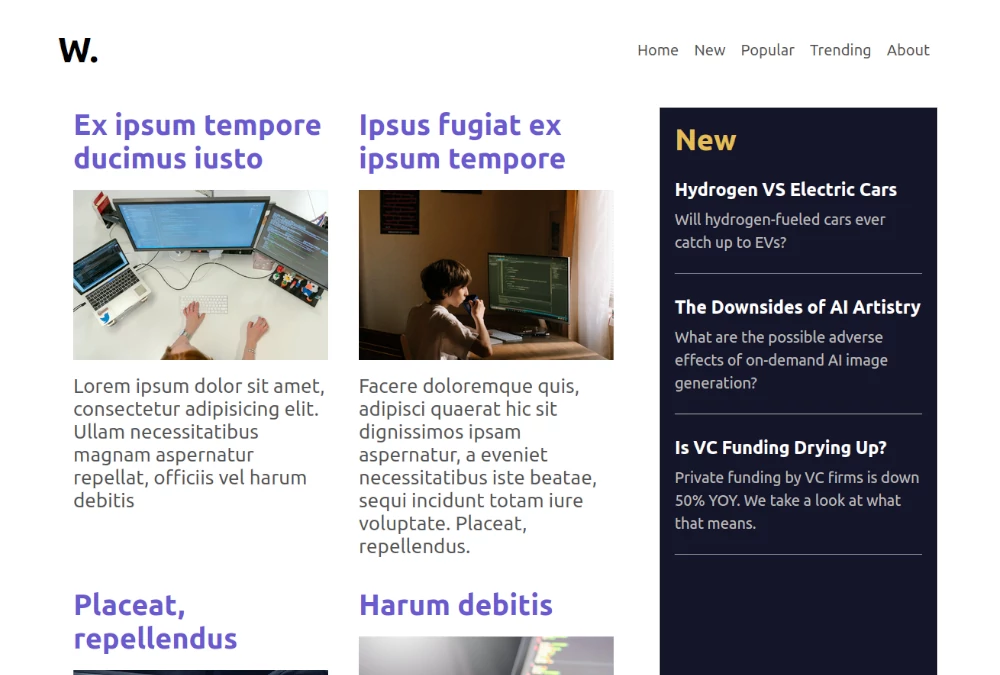 W.
Home New Popular Trending About
Ex ipsum tempore
ducimus iusto
Lorem ipsum dolor sit amet,
consectetur adipisicing elit.
Ullam necessitatibus
magnam aspernatur
repellat, officiis vel harum
debitis
Ipsus fugiat ex
ipsum tempore
Facere doloremque quis,
adipisci quaerat hic sit
dignissimos ipsam
aspernatur, a eveniet
necessitatibus iste beatae,
sequi incidunt totam iure
voluptate. Placeat,
repellendus.
Placeat,
repellendus
Harum debitis
New
Hydrogen VS Electric Cars
Will hydrogen-fueled cars ever
catch up to EVs?
The Downsides of AI Artistry
What are the possible adverse
effects of on-demand AI image
generation?
Is VC Funding Drying Up?
Private funding by VC firms is down
50% YOY. We take a look at what
that means.